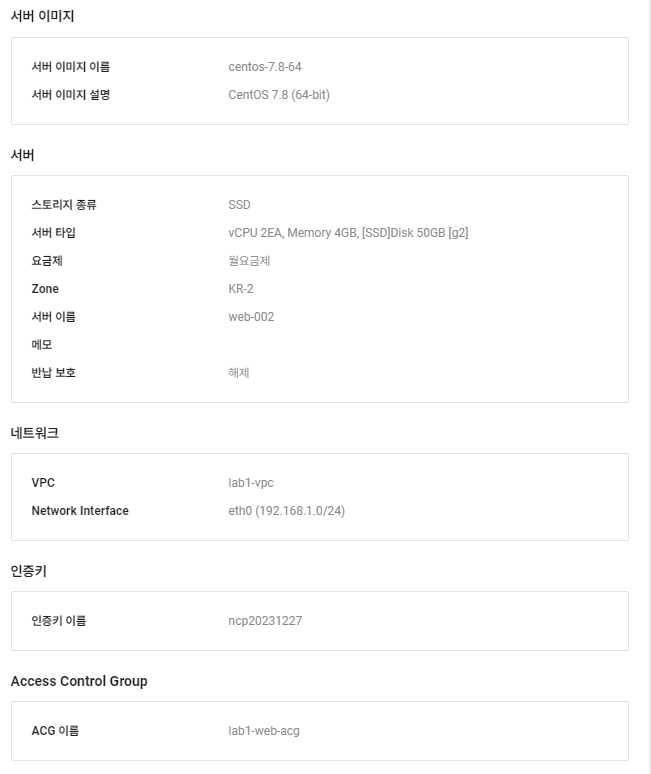 서버 이미지
서버 이미지 이름 centos-7.8-64
서버 이미지 설명 CentOS 7.8 (64-bit)
서버
스토리지 종류 SSD
서버 타입 vCPU 2EA, Memory 4GB, [SSD]Disk 50GB [g2]
요금제 월요금제
Zone KR-2
서버 이름 web-002
메모
반납 보호 해제
네트워크
VPC lab1-vpc
Network Interface eth0 (192.168.1.0/24)
인증키
인증키 이름 ncp20231227
Access Control Group
ACG 이름 lab1-web-acg